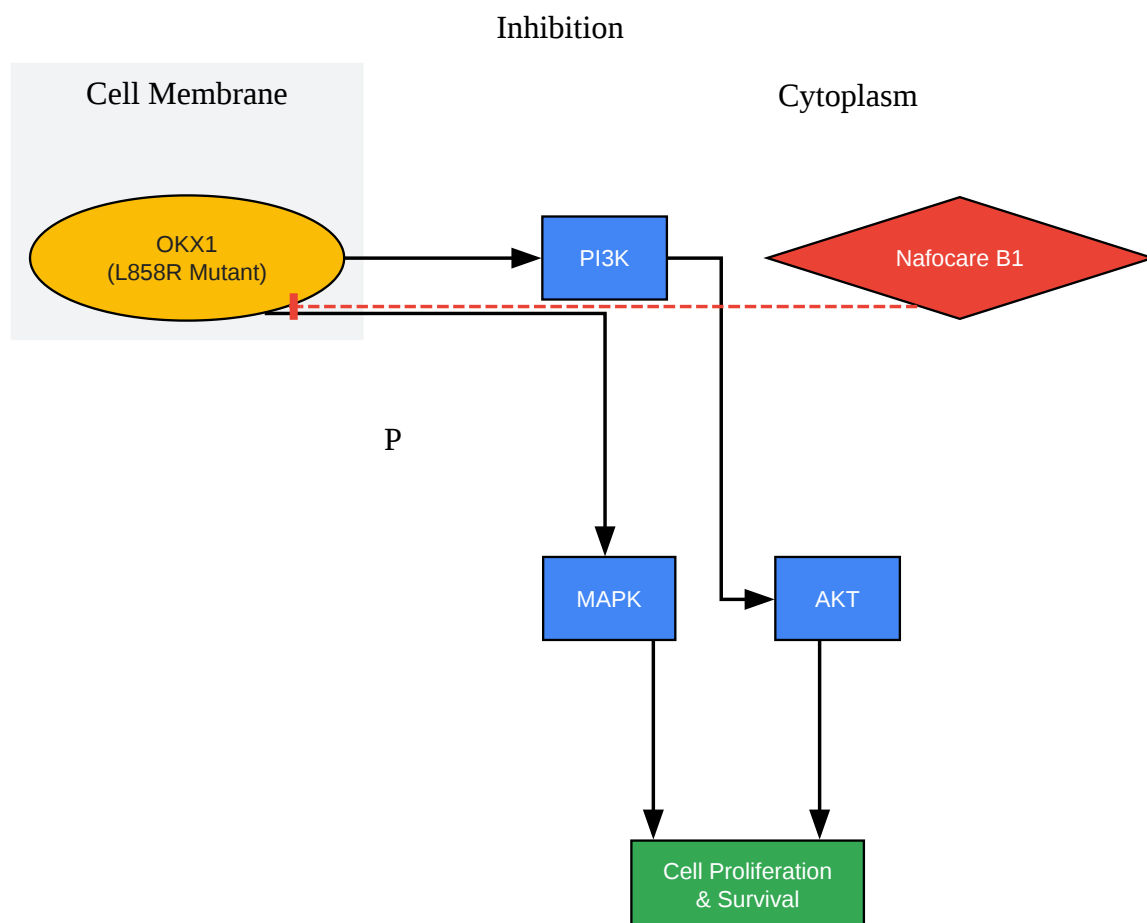 Inhibition
Cell Membrane
Cytoplasm
OKX1
(L858R Mutant)
PI3K
Nafocare B1
P
MAPK
AKT
Cell Proliferation
& Survival